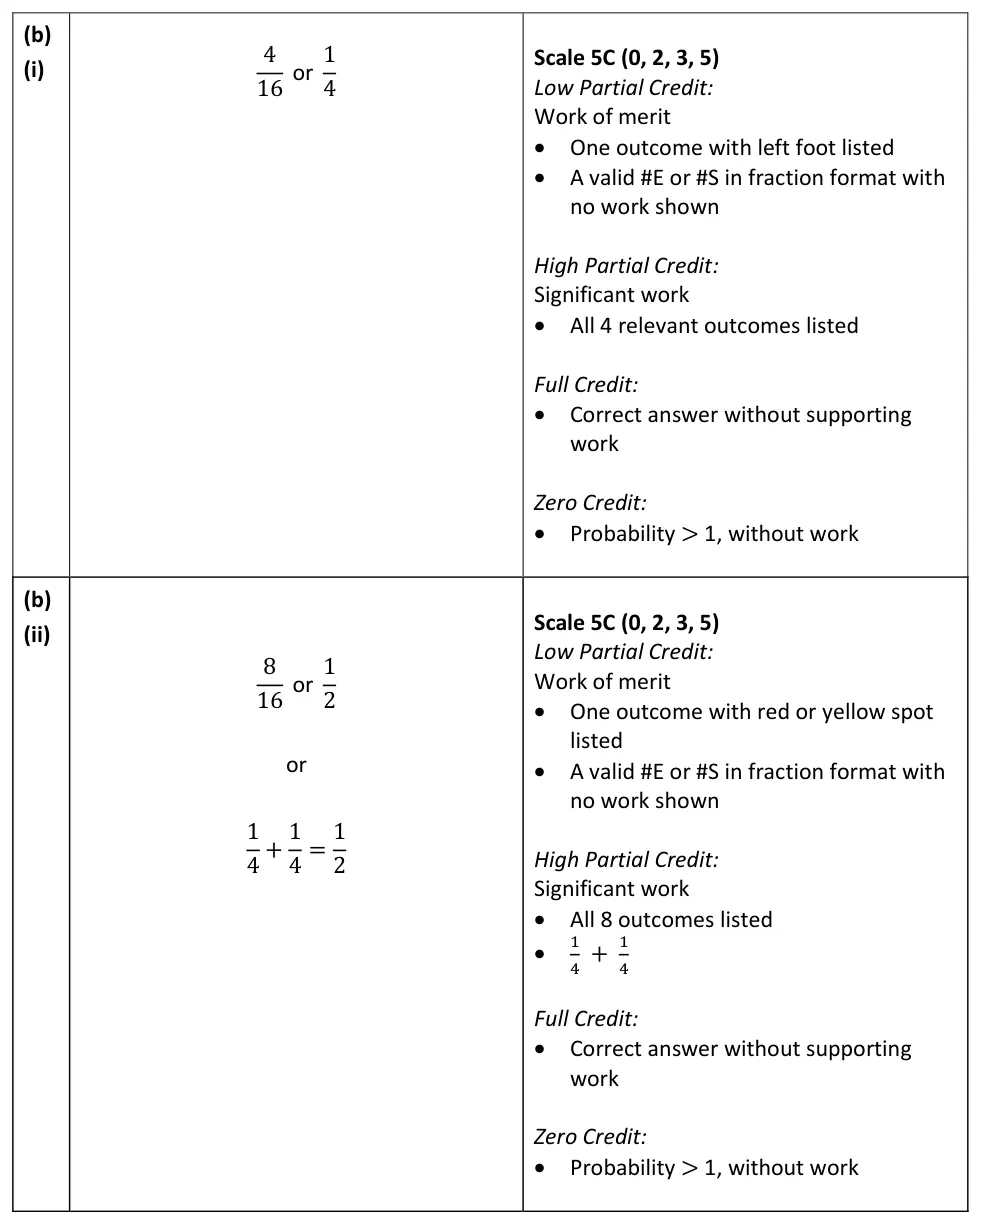 (b)
(i)
4/16 or 1/4
Scale 5C (0, 2, 3, 5)
Low Partial Credit:
Work of merit
• One outcome with left foot listed
• A valid #E or #S in fraction format with
no work shown
High Partial Credit:
Significant work
• All 4 relevant outcomes listed
Full Credit:
• Correct answer without supporting
work
Zero Credit:
• Probability > 1, without work
(b)
(ii)
8/16 or 1/2
or
1/4 + 1/4 = 1/2
Scale 5C (0, 2, 3, 5)
Low Partial Credit:
Work of merit
• One outcome with red or yellow spot
listed
• A valid #E or #S in fraction format with
no work shown
High Partial Credit:
Significant work
• All 8 outcomes listed
• 1/4 + 1/4
Full Credit:
• Correct answer without supporting
work
Zero Credit:
• Probability > 1, without work